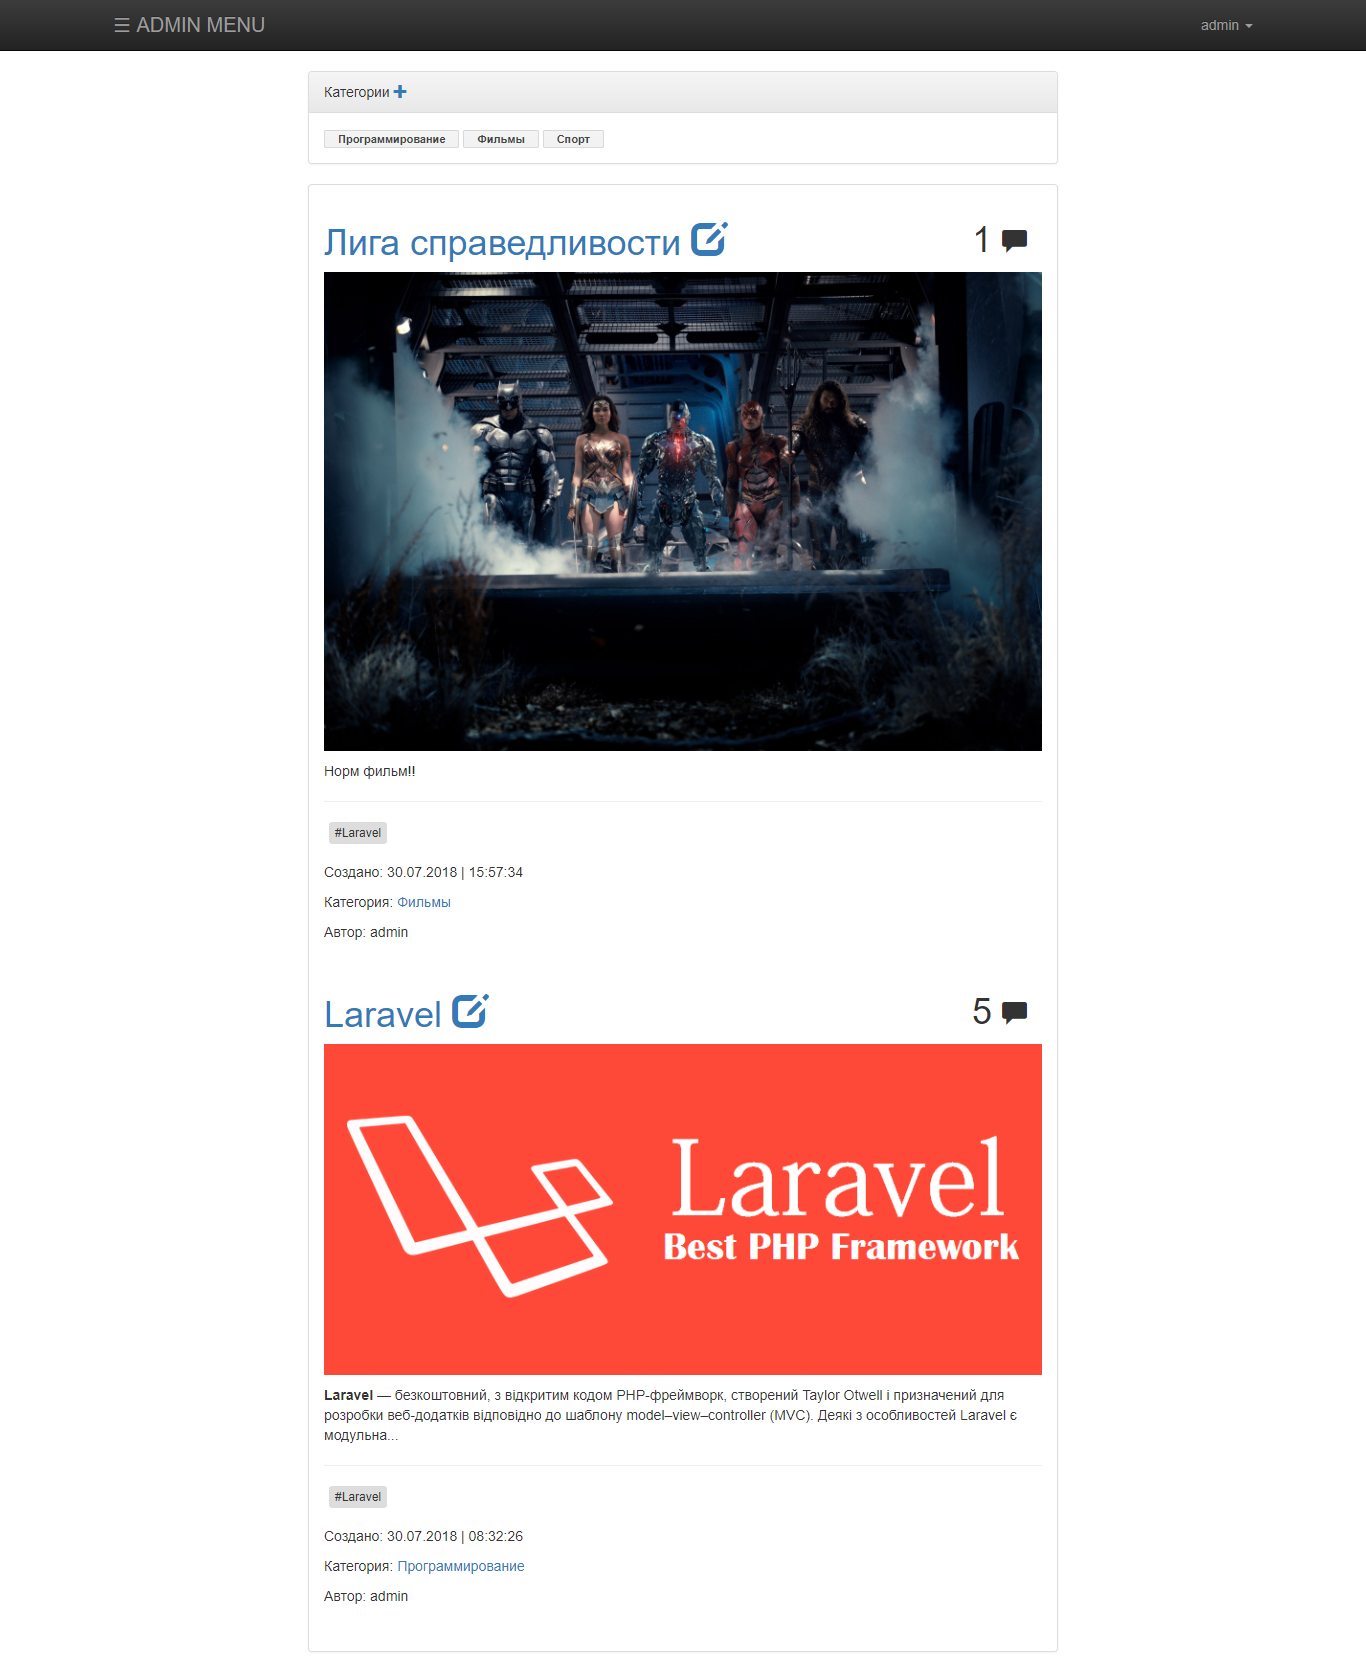 ☰ ADMIN MENU
admin
Категории
Программирование Фильмы Спорт
Лига справедливости
1
Норм фильм!!
#Laravel
Создано: 30.07.2018 | 15:57:34
Категория: Фильмы
Автор: admin
Laravel
5
Laravel
Best PHP Framework
Laravel — безкоштовний, з відкритим кодом PHP-фреймворк, створений Taylor Otwell і призначений для
розробки веб-додатків відповідно до шаблону model–view–controller (MVC). Деякі з особливостей Laravel є
модульна...
#Laravel
Создано: 30.07.2018 | 08:32:26
Категория: Программирование
Автор: admin